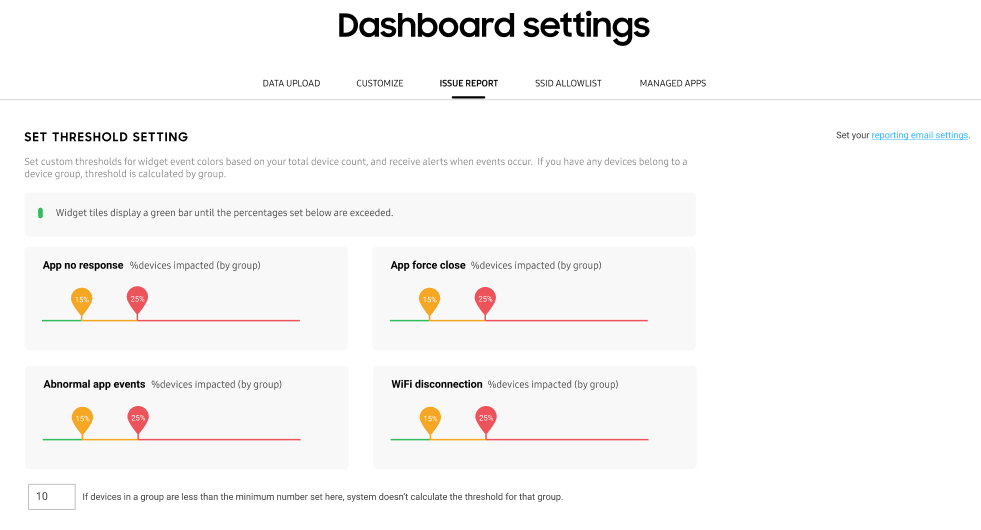 Dashboard settings
DATA UPLOAD CUSTOMIZE ISSUE REPORT SSID ALLOWLIST MANAGED APPS
SET THRESHOLD SETTING
Set your reporting email settings.
Set custom thresholds for widget event colors based on your total device count, and receive alerts when events occur. If you have any devices belong to a
device group, threshold is calculated by group.
Widget tiles display a green bar until the percentages set below are exceeded.
App no response %devices impacted (by group)
15% 25%
App force close %devices impacted (by group)
15% 25%
Abnormal app events %devices impacted (by group)
15% 25%
WiFi disconnection %devices impacted (by group)
15% 25%
10 If devices in a group are less than the minimum number set here, system doesn't calculate the threshold for that group.